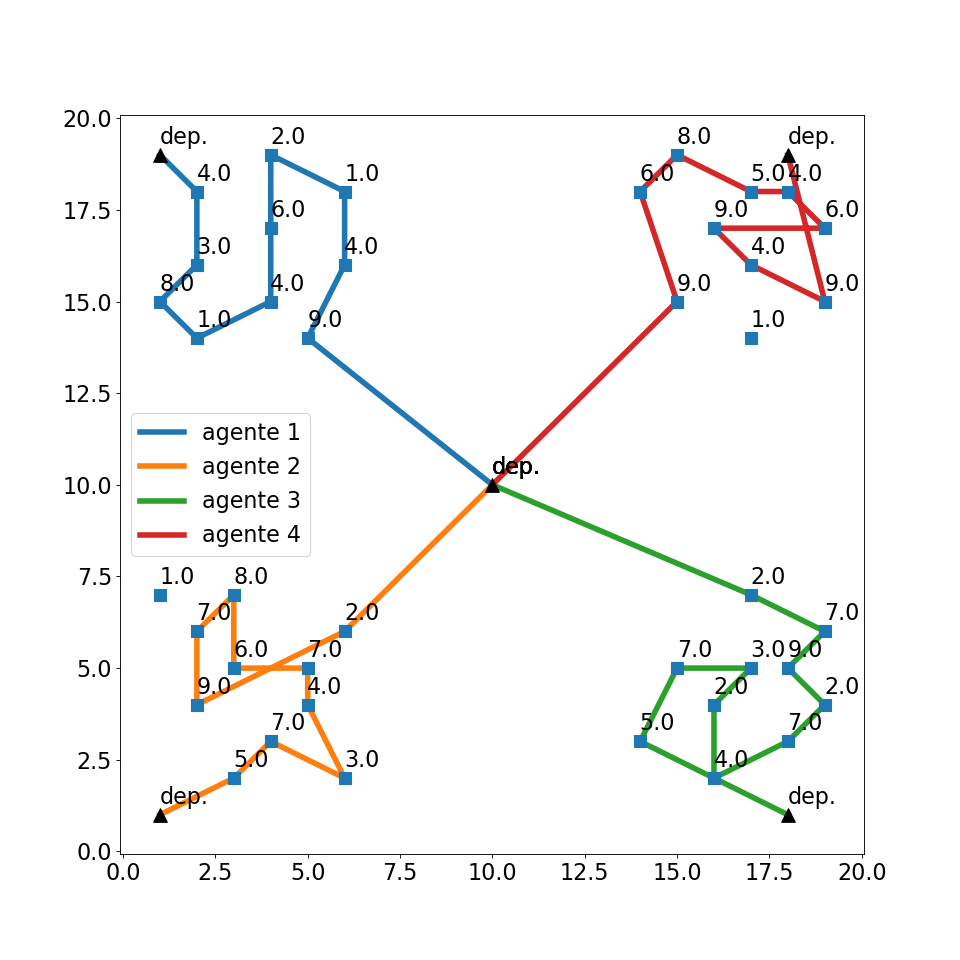 20.0
17.5
15.0
12.5
10.0
7.5
5.0
2.5
0.0
0.0 2.5 5.0 7.5 10.0 12.5 15.0 17.5 20.0
dep. 2.0 8.0 dep.
4.0 1.0 6.0 5.0 4.0
6.0 9.0 6.0
3.0 4.0 4.0
8.0 4.0 9.0 9.0
1.0 9.0 1.0
dep. dep.
agente 1
agente 2
agente 3
agente 4
1.0 8.0 2.0
7.0 2.0 7.0
6.0 7.0 7.0 3.0 9.0
9.0 4.0 2.0 2.0
7.0 5.0 7.0
5.0 3.0 4.0
dep. dep.